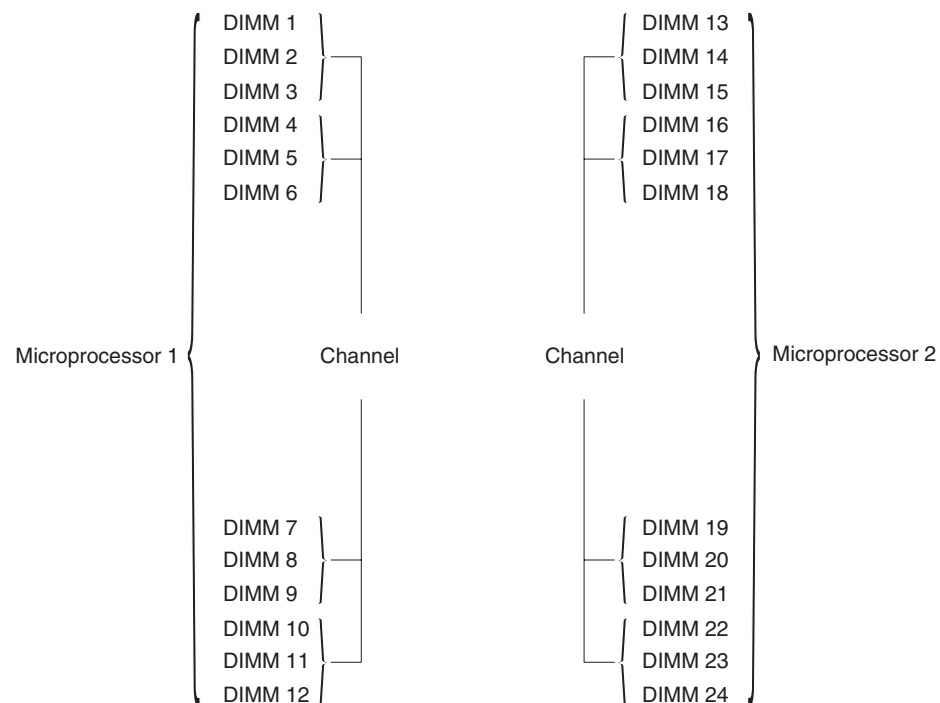 DIMM 1
DIMM 2
DIMM 3
DIMM 4
DIMM 5
DIMM 6
Microprocessor 1
Channel
DIMM 7
DIMM 8
DIMM 9
DIMM 10
DIMM 11
DIMM 12
DIMM 13
DIMM 14
DIMM 15
DIMM 16
DIMM 17
DIMM 18
Channel
Microprocessor 2
DIMM 19
DIMM 20
DIMM 21
DIMM 22
DIMM 23
DIMM 24